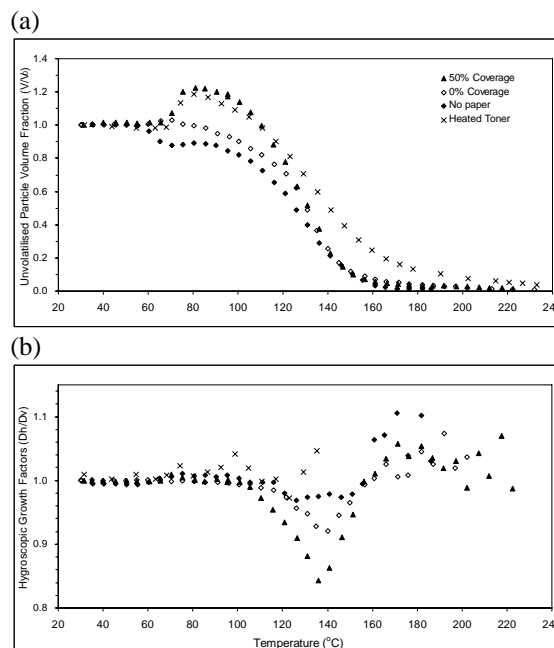 (a)
1.4
1.2
1.0
0.8
0.6
0.4
0.2
0.0
Unvolatilised Particle Volume Fraction (V/V₀)
50% Coverage
0% Coverage
No paper
Heated Toner
20 40 60 80 100 120 140 160 180 200 220 240
(b)
1.1
1.0
0.9
0.8
Hygroscopic Growth Factors (Dh/Dv)
20 40 60 80 100 120 140 160 180 200 220 24
Temperature (°C)